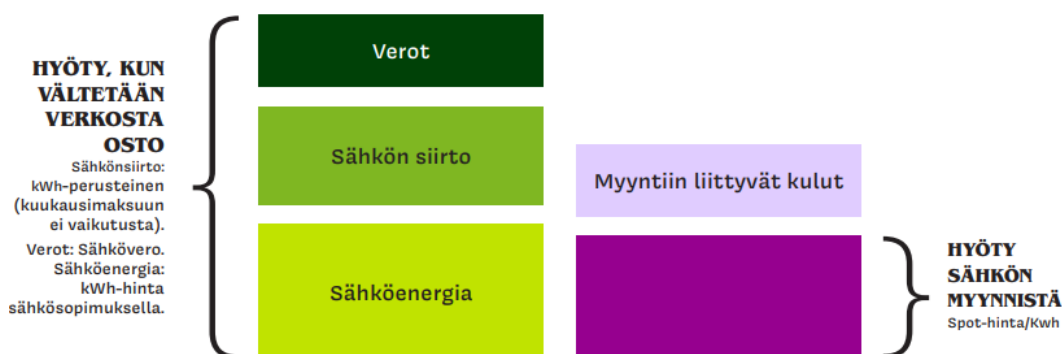 HYÖTY, KUN
VÄLTETÄÄN
VERKOSTA
OSTO
Sähkönsiirto:
kWh-perusteinen
(kuukausimaksuun
ei vaikutusta).
Verot: Sähkövero.
Sähköenergia:
kWh-hinta
sähkösopimuksella.
Verot
Sähkön siirto
Sähköenergia
Myyntiin liittyvät kulut
HYÖTY
SÄHKÖN
MYYNNISTÄ
Spot-hinta/Kwh